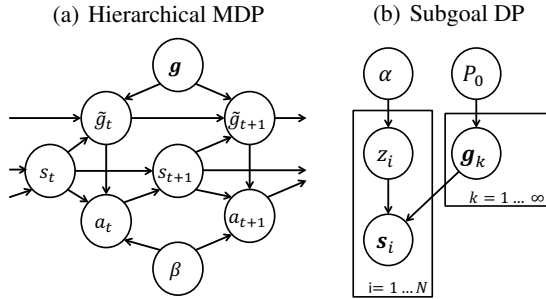 (a) Hierarchical MDP
(b) Subgoal DP
g
α
P₀
g̃ₜ
g̃ₜ₊₁
zᵢ
gₖ
sₜ
sₜ₊₁
k = 1 … ∞
aₜ
aₜ₊₁
sᵢ
β
i= 1 … N